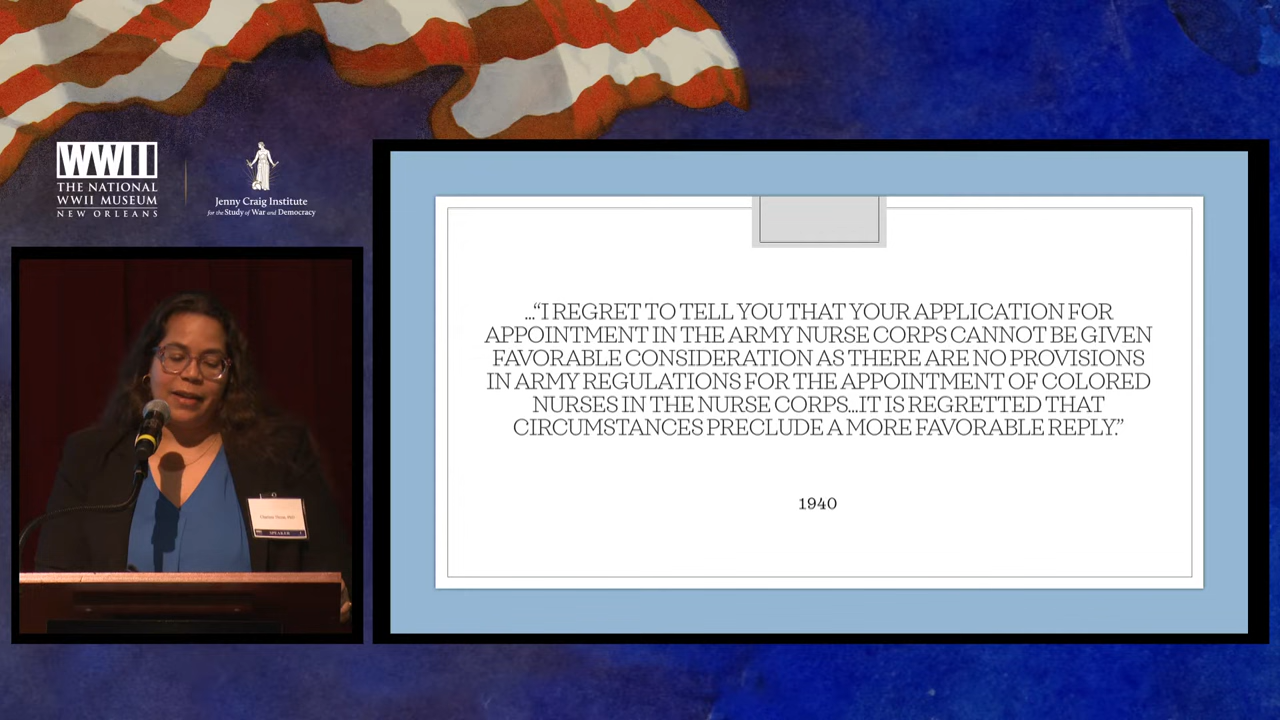 WWII
THE NATIONAL
WWII MUSEUM
NEW ORLEANS
Jenny Craig Institute
for the Study of War and Democracy
...“I REGRET TO TELL YOU THAT YOUR APPLICATION FOR
APPOINTMENT IN THE ARMY NURSE CORPS CANNOT BE GIVEN
FAVORABLE CONSIDERATION AS THERE ARE NO PROVISIONS
IN ARMY REGULATIONS FOR THE APPOINTMENT OF COLORED
NURSES IN THE NURSE CORPS...IT IS REGRETTED THAT
CIRCUMSTANCES PRECLUDE A MORE FAVORABLE REPLY.”
1940
SPEAKER